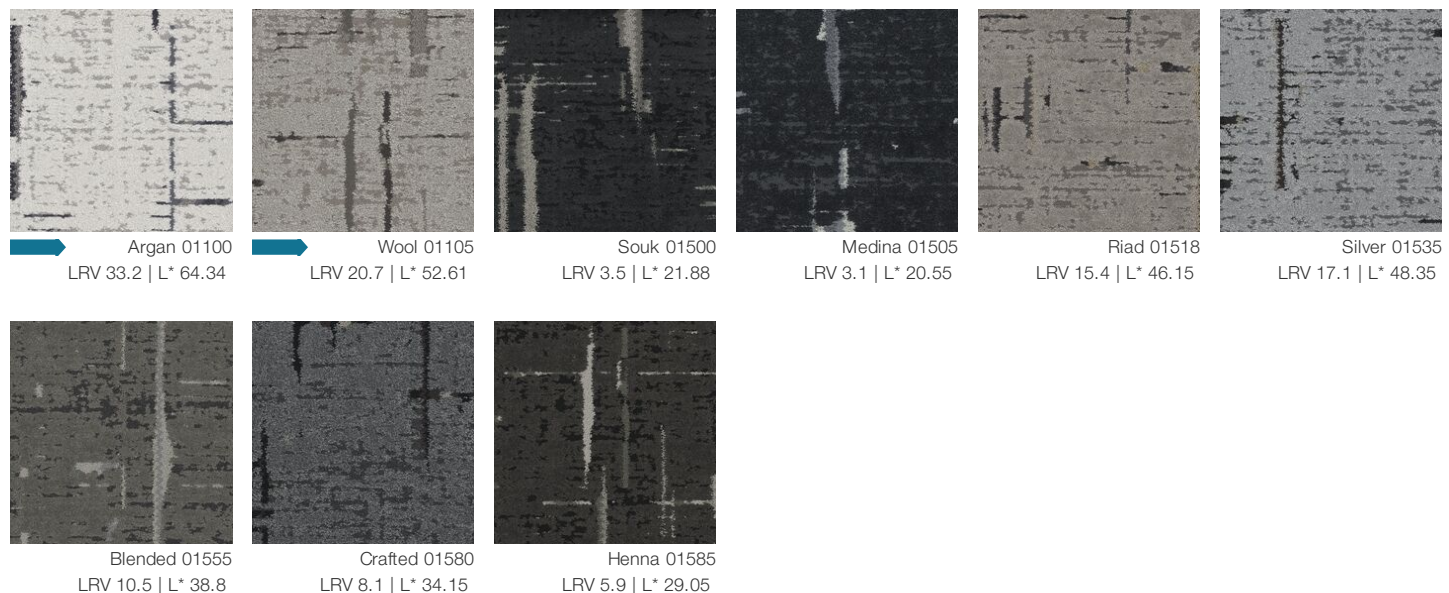 Argan 01100
LRV 33.2 | L* 64.34
Wool 01105
LRV 20.7 | L* 52.61
Souk 01500
LRV 3.5 | L* 21.88
Medina 01505
LRV 3.1 | L* 20.55
Riad 01518
LRV 15.4 | L* 46.15
Silver 01535
LRV 17.1 | L* 48.35
Blended 01555
LRV 10.5 | L* 38.8
Crafted 01580
LRV 8.1 | L* 34.15
Henna 01585
LRV 5.9 | L* 29.05